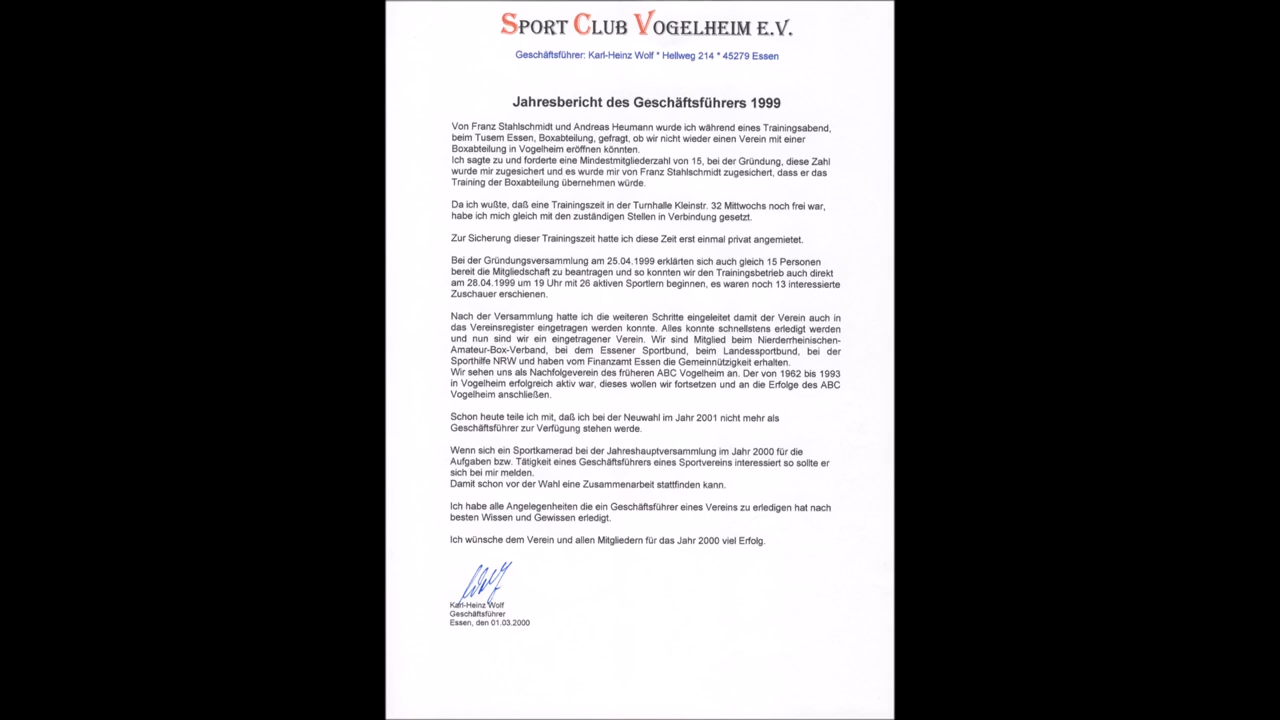 SPORT CLUB VOGELHEIM E.V.
Geschäftsführer: Karl-Heinz Wolf * Hellweg 214 * 45279 Essen
Jahresbericht des Geschäftsführers 1999
Von Franz Stahlschmidt und Andreas Heumann wurde ich während eines Trainingsabend,
beim Tusem Essen, Boxabteilung, gefragt, ob wir nicht wieder einen Verein mit einer
Boxabteilung in Vogelheim eröffnen könnten.
Ich sagte zu und forderte eine Mindestmitgliederzahl von 15, bei der Gründung, diese Zahl
wurde mir zugesichert und es wurde mir von Franz Stahlschmidt zugesichert, dass er das
Training der Boxabteilung übernehmen würde.
Da ich wußte, daß eine Trainingszeit in der Turnhalle Kleinstr. 32 Mittwochs noch frei war,
habe ich mich gleich mit den zuständigen Stellen in Verbindung gesetzt.
Zur Sicherung dieser Trainingszeit hatte ich diese Zeit erst einmal privat angemietet.
Bei der Gründungsversammlung am 25.04.1999 erklärten sich auch gleich 15 Personen
bereit die Mitgliedschaft zu beantragen und so konnten wir den Trainingsbetrieb auch direkt
am 28.04.1999 um 19 Uhr mit 26 aktiven Sportlern beginnen, es waren noch 13 interessierte
Zuschauer erschienen.
Nach der Versammlung hatte ich die weiteren Schritte eingeleitet damit der Verein auch in
das Vereinsregister eingetragen werden konnte. Alles konnte schnellstens erledigt werden
und nun sind wir ein eingetragener Verein. Wir sind Mitglied beim Nierderrheinischen-
Amateur-Box-Verband, bei dem Essener Sportbund, beim Landessportbund, bei der
Sporthilfe NRW und haben vom Finanzamt Essen die Gemeinnützigkeit erhalten.
Wir sehen uns als Nachfolgeverein des früheren ABC Vogelheim an. Der von 1962 bis 1993
in Vogelheim erfolgreich aktiv war, dieses wollen wir fortsetzen und an die Erfolge des ABC
Vogelheim anschließen.
Schon heute teile ich mit, daß ich bei der Neuwahl im Jahr 2001 nicht mehr als
Geschäftsführer zur Verfügung stehen werde.
Wenn sich ein Sportkamerad bei der Jahreshauptversammlung im Jahr 2000 für die
Aufgaben bzw. Tätigkeit eines Geschäftsführers eines Sportvereins interessiert so sollte er
sich bei mir melden.
Damit schon vor der Wahl eine Zusammenarbeit stattfinden kann.
Ich habe alle Angelegenheiten die ein Geschäftsführer eines Vereins zu erledigen hat nach
besten Wissen und Gewissen erledigt.
Ich wünsche dem Verein und allen Mitgliedern für das Jahr 2000 viel Erfolg.
Wolf
Karl-Heinz Wolf
Geschäftsführer
Essen, den 01.03.2000